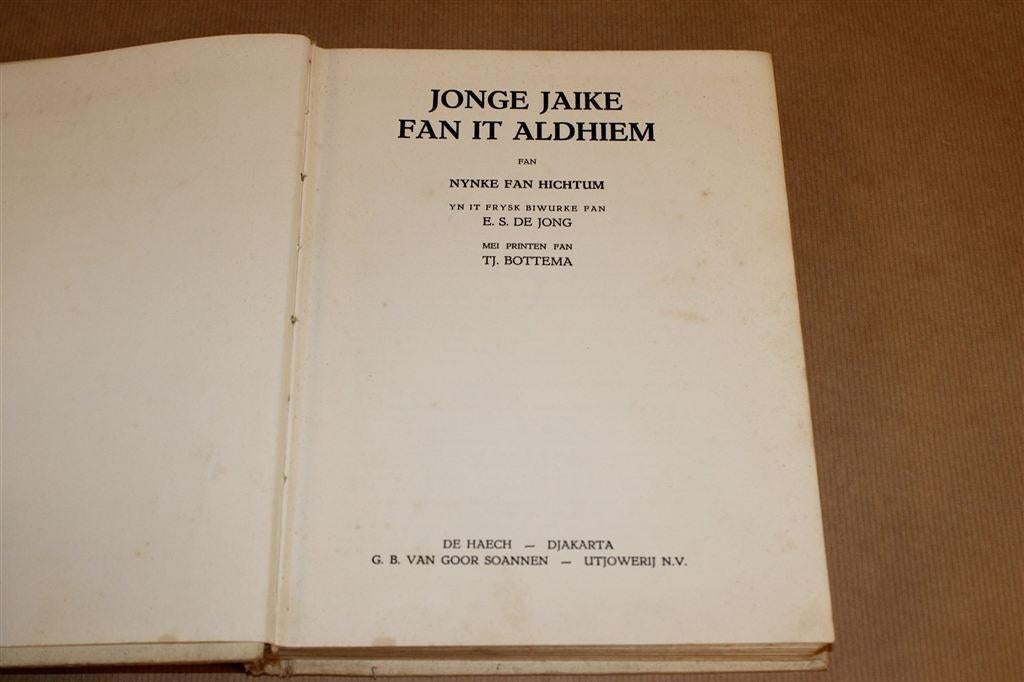 JONGE JAIKE
FAN IT ALDHIEM
FAN
NYNKE FAN HICHTUM
YN IT FRYSK BIWURKE FAN
E. S. DE JONG
MEI PRINTEN FAN
TJ. BOTTEMA
DE HAECH — DJAKARTA
G. B. VAN GOOR SOANNEN — UTJOWERIJ N.V.